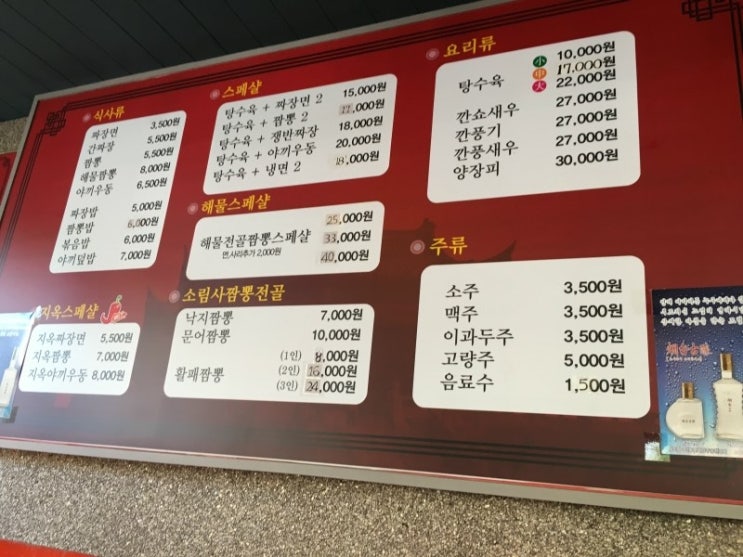 식사류
짜장면 3,500원
간짜장 5,500원
짬뽕 5,500원
해물짬뽕 8,000원
야끼우동 6,500원
짜장밥 5,000원
짬뽕밥 6,000원
볶음밥 6,000원
야끼덮밥 7,000원
지옥스페샬
지옥짜장면 5,500원
지옥짬뽕 7,000원
지옥야끼우동 8,000원
스페샬
탕수육 + 짜장면 2 15,000원
탕수육 + 짬뽕 2 17,000원
탕수육 + 쟁반짜장 18,000원
탕수육 + 야끼우동 20,000원
탕수육 + 냉면 2 18,000원
해물스페샬
25,000원
해물전골짬뽕스페샬 33,000원
면,사리추가 2,000원
40,000원
소림사짬뽕전골
낙지짬뽕 7,000원
문어짬뽕 10,000원
(1인) 8,000원
활패짬뽕 (2인) 16,000원
(3인) 24,000원
요리류
小 10,000원
탕수육 中 17,000원
大 22,000원
깐쇼새우 27,000원
깐풍기 27,000원
깐풍새우 27,000원
양장피 30,000원
주류
소주 3,500원
맥주 3,500원
이과두주 3,500원
고량주 5,000원
음료수 1,500원